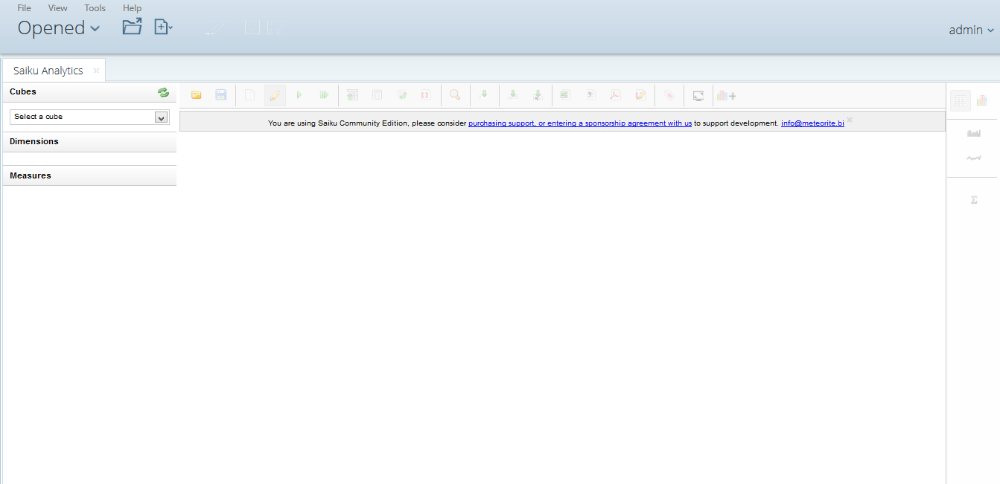 File View Tools Help
Opened
admin
Saiku Analytics
Cubes
Select a cube
Dimensions
Measures
You are using Saiku Community Edition, please consider purchasing support, or entering a sponsorship agreement with us to support development. info@meteorite.bi
Σ